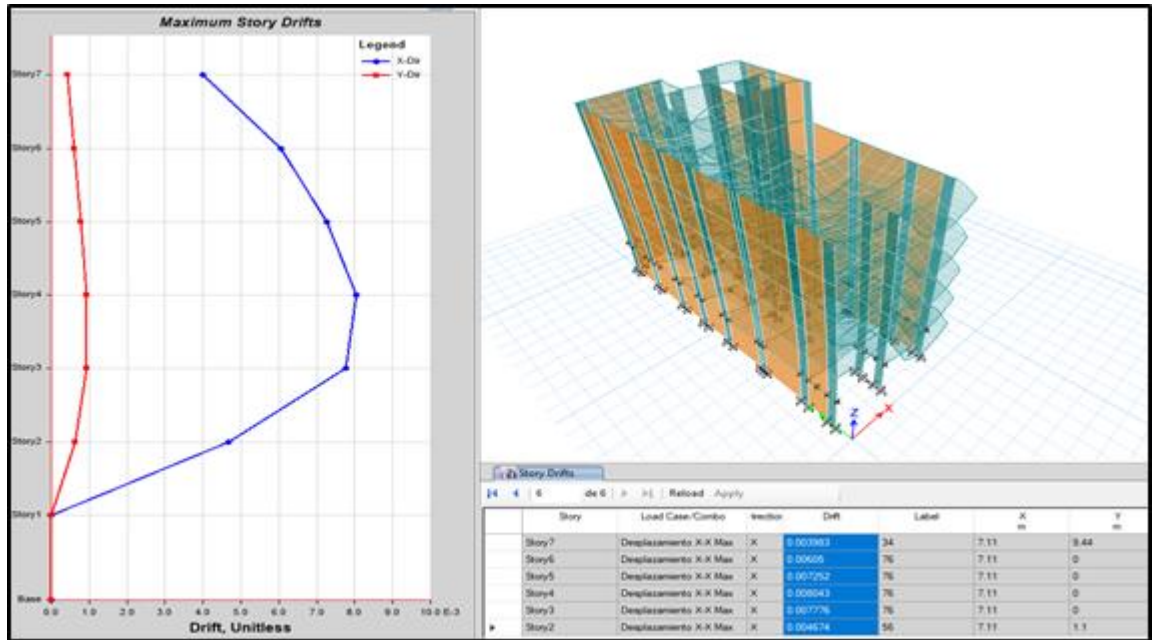 Maximum Story Drifts
Legend
X-Dir
Y-Dir
Story7
Story6
Story5
Story4
Story3
Story2
Story1
Base
0.0 1.0 2.0 3.0 4.0 5.0 6.0 7.0 8.0 9.0 10.0 E-3
Drift, Unitless
Z
X
Story Drifts
6 de 6 Reload Apply
Story Load Case/Combo Drift Label X Y
m m
Story7 Desplazamiento X-X Max X 0.003983 34 7.11 9.44
Story6 Desplazamiento X-X Max X 0.00605 76 7.11 0
Story5 Desplazamiento X-X Max X 0.007252 76 7.11 0
Story4 Desplazamiento X-X Max X 0.008043 76 7.11 0
Story3 Desplazamiento X-X Max X 0.007776 76 7.11 0
Story2 Desplazamiento X-X Max X 0.004674 56 7.11 1.1